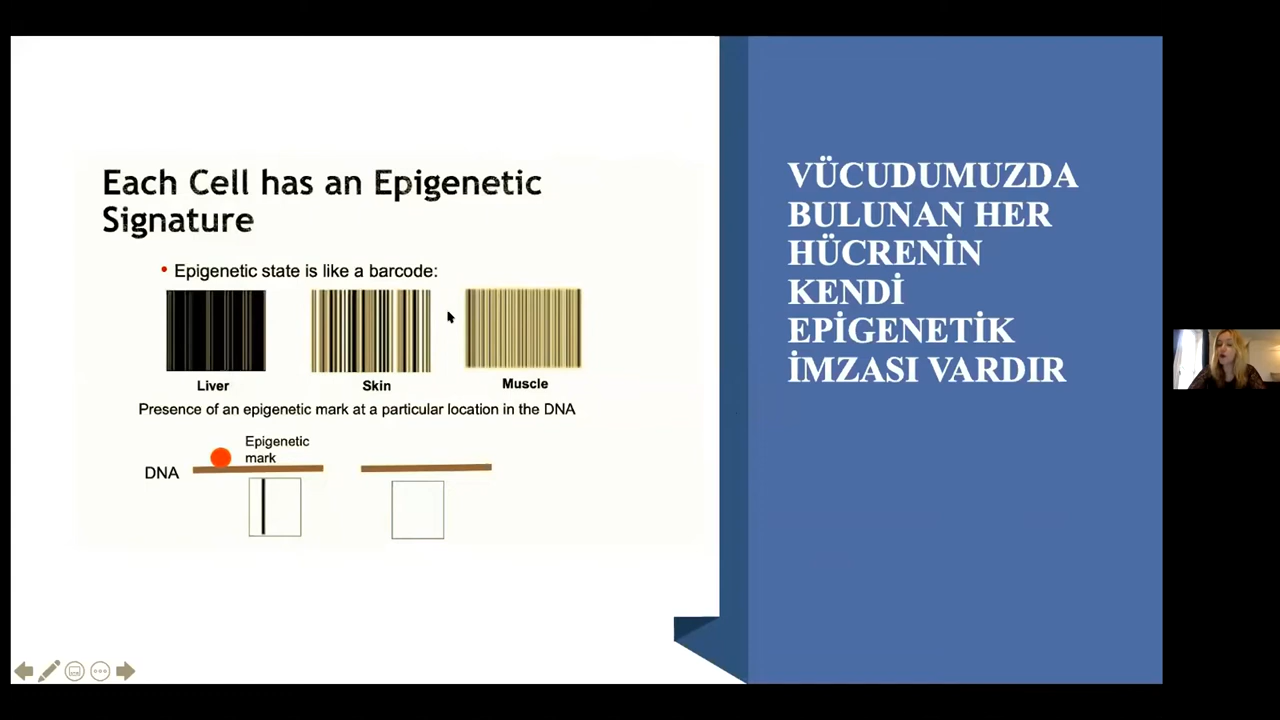 Each Cell has an Epigenetic
Signature
• Epigenetic state is like a barcode:
Liver
Skin
Muscle
Presence of an epigenetic mark at a particular location in the DNA
Epigenetic
mark
DNA
VÜCUDUMUZDA
BULUNAN HER
HÜCRENİN
KENDİ
EPİGENETİK
İMZASI VARDIR